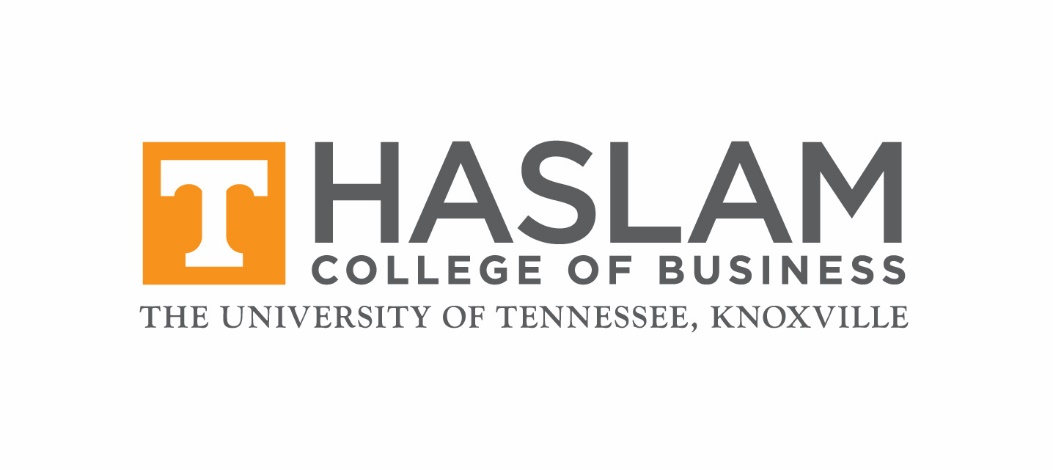 T HASLAM
COLLEGE OF BUSINESS
THE UNIVERSITY OF TENNESSEE, KNOXVILLE